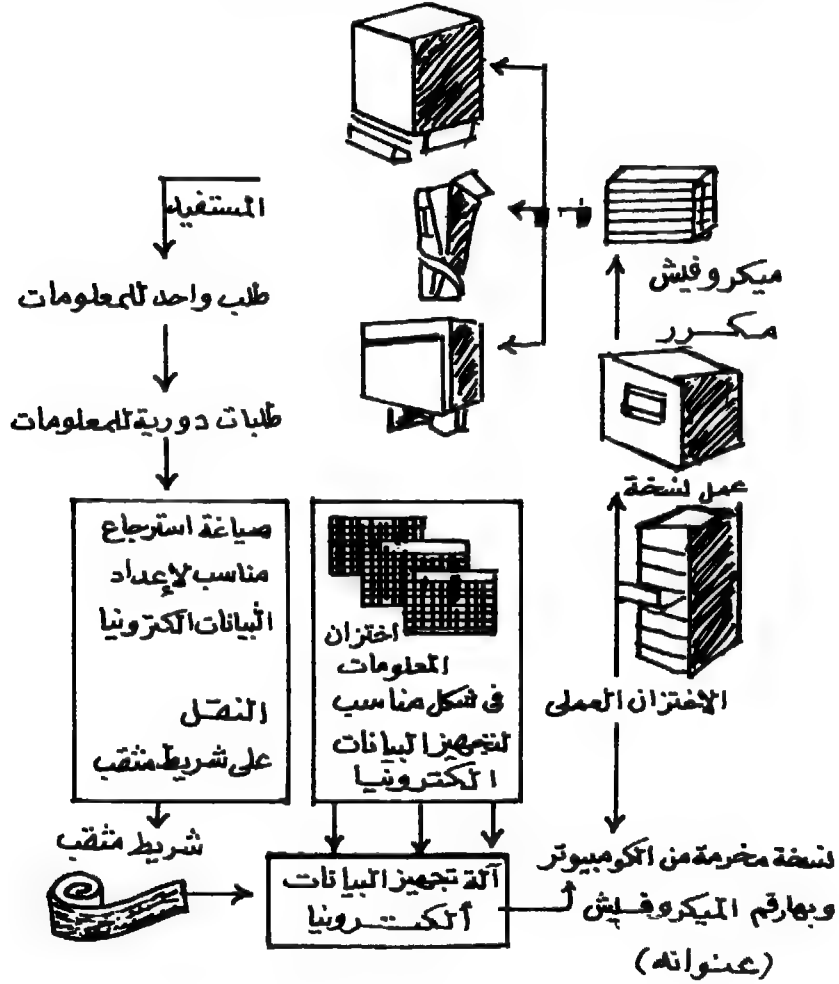 المستفيد
طلب واحد للمعلومات
طلبات دورية للمعلومات
صياغة استرجاع
مناسب لإعداد
البيانات الكترونيا
النقل
على شريط مثقب
شريط مثقب
اختزان
المعلومات
فى شكل مناسب
لتجهيز البيانات
الكترونيا
آلة تجهيز البيانات
ألكترونيا
ميكروفيش
مكرر
عمل نسخة
الاختزان العملى
نسخة مخرمة من الكومبيوتر
وبها رقم الميكروفيش
(عنوانه)